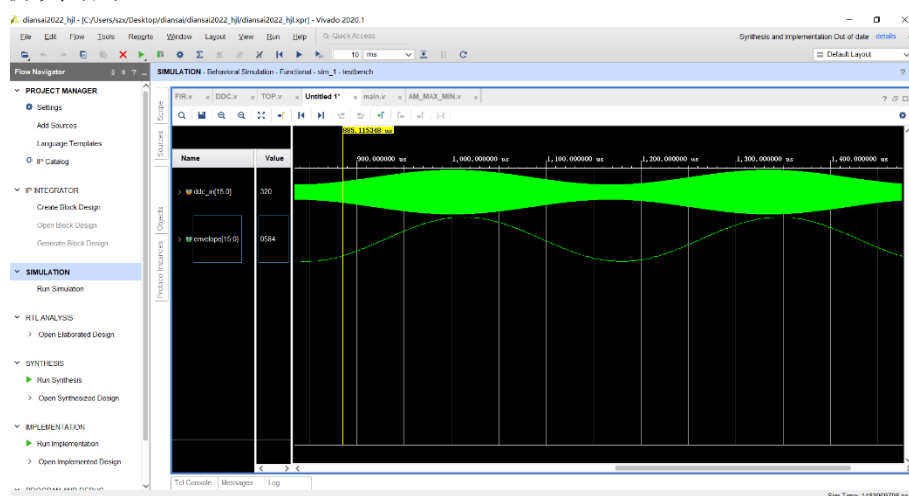 diansai2022_hjl - [C:/Users/szx/Desktop/diansai/diansai2022_hjl/diansai2022_hjl.xpr] - Vivado 2020.1
File Edit Flow Tools Reports Window Layout View Run Help Quick Access
Synthesis and Implementation Out of date details
10 ms
Default Layout
Flow Navigator
SIMULATION - Behavioral Simulation - Functional - sim_1 - testbench
PROJECT MANAGER
Settings
Add Sources
Language Templates
IP Catalog
IP INTEGRATOR
Create Block Design
Open Block Design
Generate Block Design
SIMULATION
Run Simulation
RTL ANALYSIS
Open Elaborated Design
SYNTHESIS
Run Synthesis
Open Synthesized Design
IMPLEMENTATION
Run Implementation
Open Implemented Design
PROGRAM AND DEBUG
Scope
Sources
Objects
Protocol Instances
FIR.v DDC.v TOP.v Untitled 1* main.v AM_MAX_MIN.v
885.115348 us
Name Value
900.000000 us 1,000.000000 us 1,100.000000 us 1,200.000000 us 1,300.000000 us 1,400.000000 us
ddc_in[15:0] 320
envelope[15:0] 0584
Tcl Console Messages Log